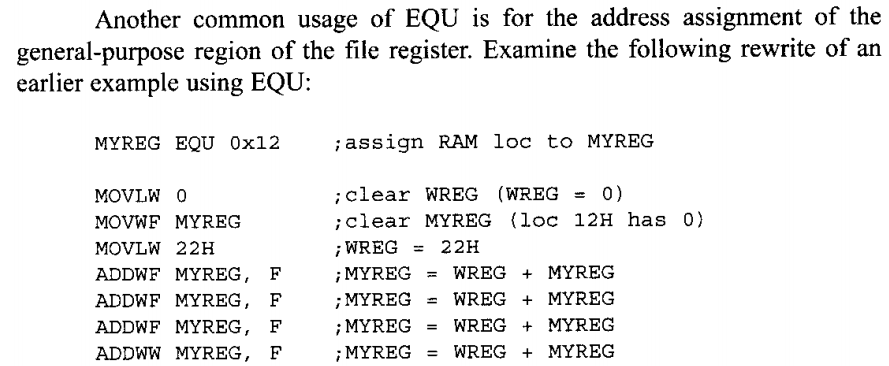 Another common usage of EQU is for the address assignment of the
general-purpose region of the file register. Examine the following rewrite of an
earlier example using EQU:
MYREG EQU 0x12 ;assign RAM loc to MYREG
MOVLW 0 ;clear WREG (WREG = 0)
MOVWF MYREG ;clear MYREG (loc 12H has 0)
MOVLW 22H ;WREG = 22H
ADDWF MYREG, F ;MYREG = WREG + MYREG
ADDWF MYREG, F ;MYREG = WREG + MYREG
ADDWF MYREG, F ;MYREG = WREG + MYREG
ADDWW MYREG, F ;MYREG = WREG + MYREG